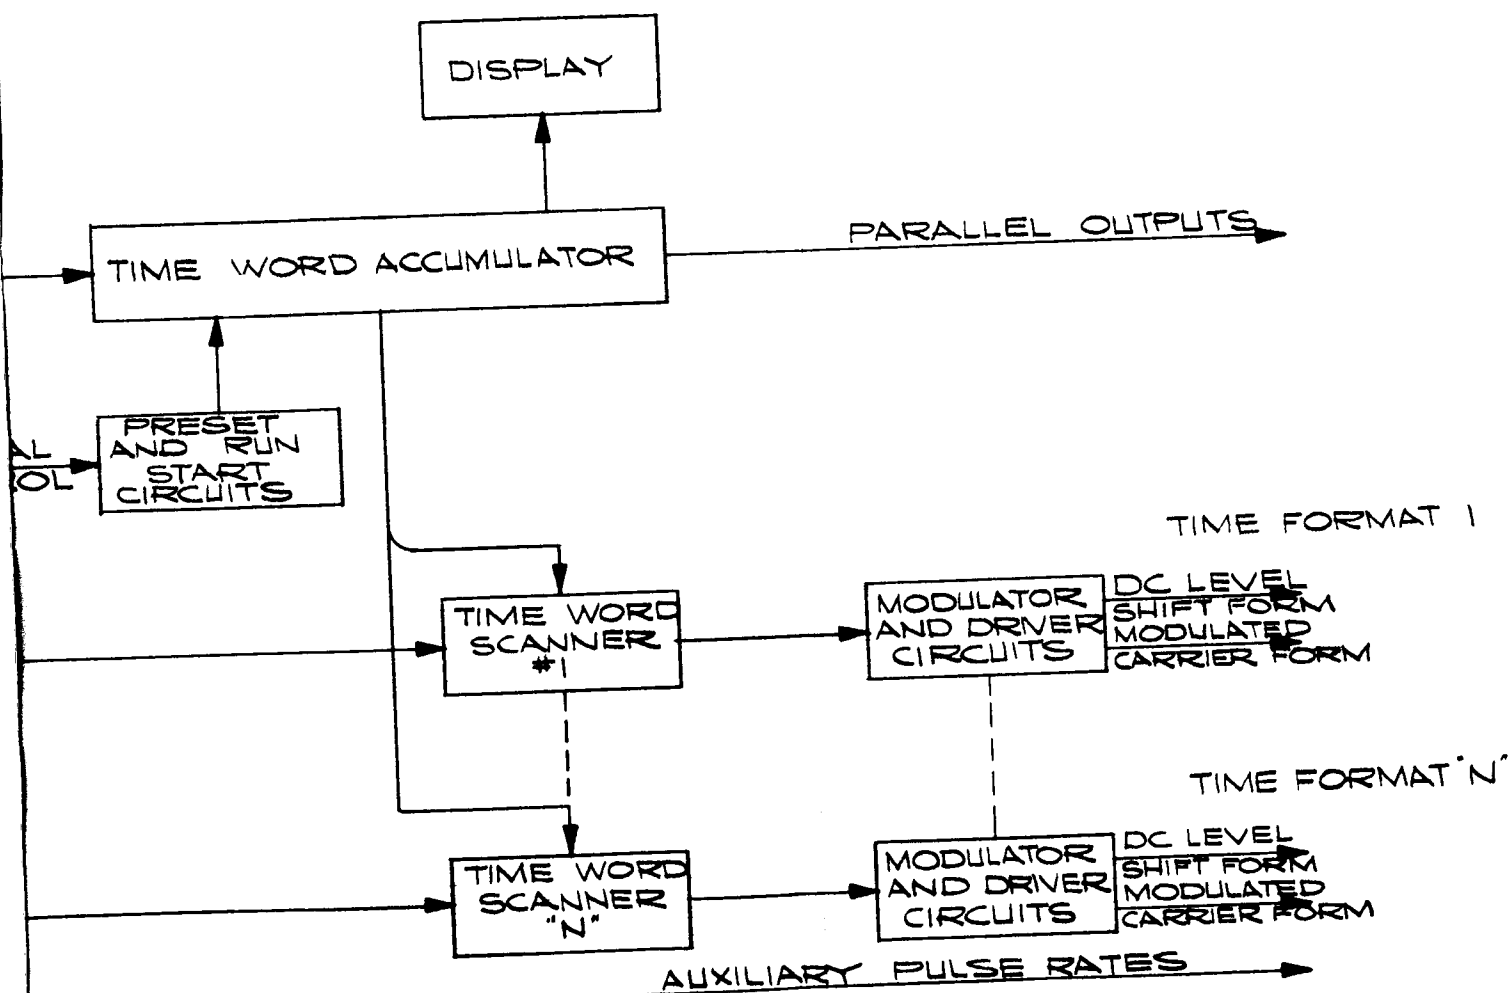 DISPLAY
PARALLEL OUTPUTS
TIME WORD ACCUMULATOR
PRESET
AND RUN
START
CIRCUITS
AL
OL
TIME FORMAT 1
TIME WORD
SCANNER
#1
MODULATOR
AND DRIVER
CIRCUITS
DC LEVEL
SHIFT FORM
MODULATED
CARRIER FORM
TIME FORMAT "N"
TIME WORD
SCANNER
"N"
MODULATOR
AND DRIVER
CIRCUITS
DC LEVEL
SHIFT FORM
MODULATED
CARRIER FORM
AUXILIARY PULSE RATES